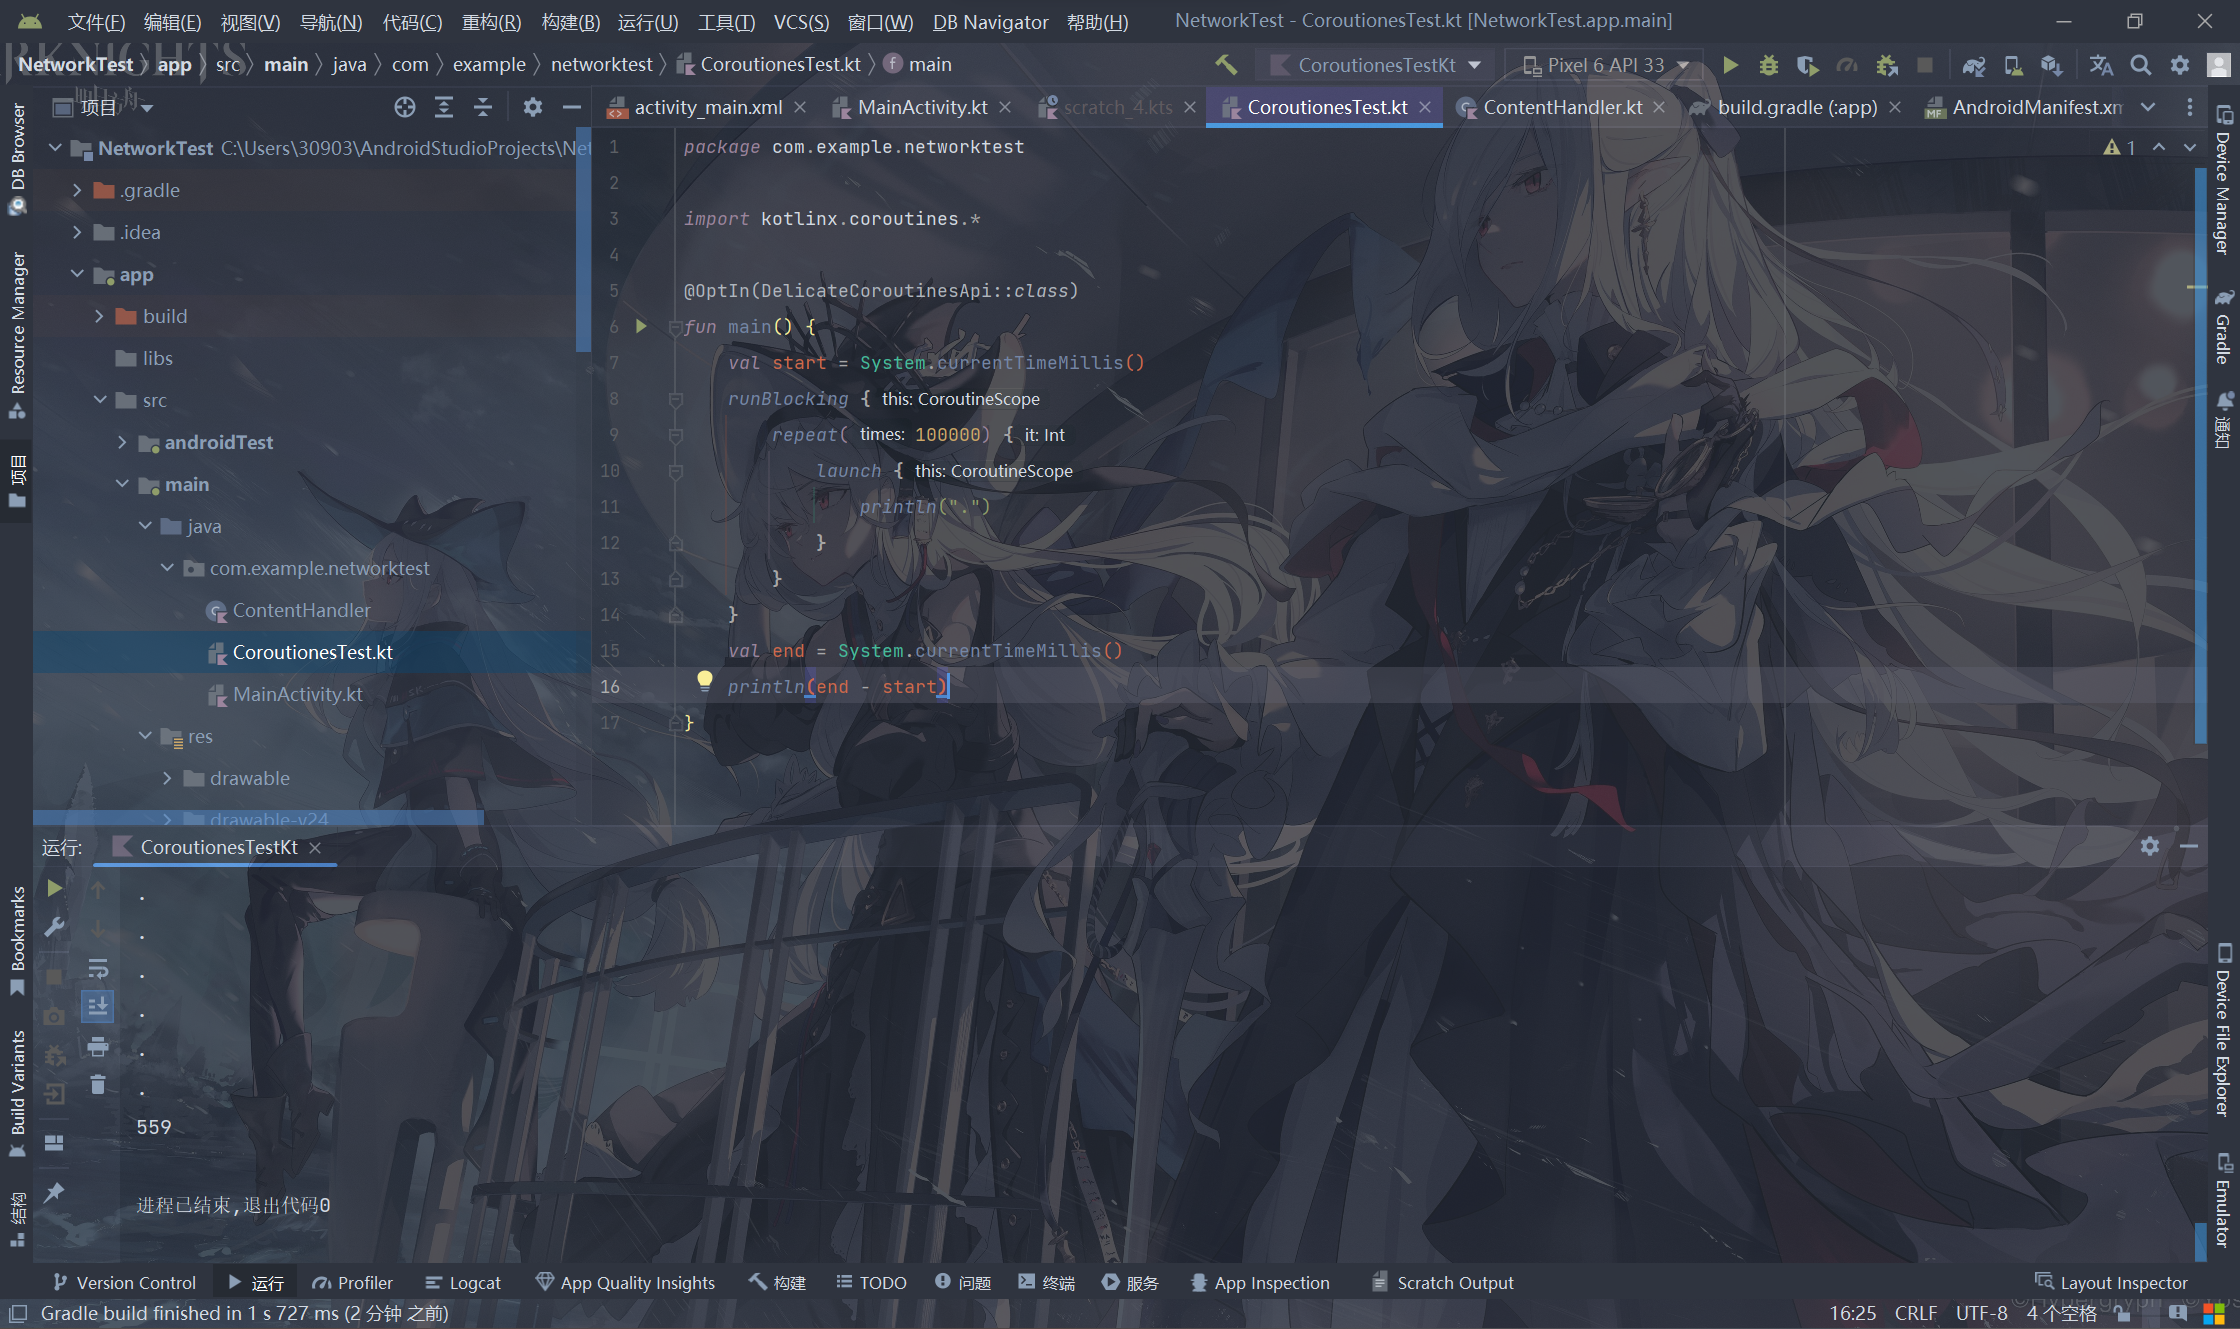 文件(F) 编辑(E) 视图(V) 导航(N) 代码(C) 重构(R) 构建(B) 运行(U) 工具(T) VCS(S) 窗口(W) DB Navigator 帮助(H) NetworkTest - CoroutionesTest.kt [NetworkTest.app.main]
NetworkTest app src main java com example networktest CoroutionesTest.kt main CoroutionesTestKt Pixel 6 API 33
项目
activity_main.xml MainActivity.kt scratch_4.kts CoroutionesTest.kt ContentHandler.kt build.gradle (:app) AndroidManifest.xm
NetworkTest C:\Users\30903\AndroidStudioProjects\Net
.gradle
.idea
app
build
libs
src
androidTest
main
java
com.example.networktest
ContentHandler
CoroutionesTest.kt
MainActivity.kt
res
drawable
drawable-v24
1 package com.example.networktest
2
3 import kotlinx.coroutines.*
4
5 @OptIn(DelicateCoroutinesApi::class)
6 fun main() {
7 val start = System.currentTimeMillis()
8 runBlocking { this: CoroutineScope
9 repeat( times: 100000) { it: Int
10 launch { this: CoroutineScope
11 println(".")
12 }
13 }
14 }
15 val end = System.currentTimeMillis()
16 println(end - start)
17 }
1
DB Browser
Resource Manager
项目
Bookmarks
Build Variants
结构
Device Manager
Gradle
通知
Device File Explorer
Emulator
运行: CoroutionesTestKt
.
.
.
.
.
.
559
进程已结束,退出代码0
Version Control 运行 Profiler Logcat App Quality Insights 构建 TODO 问题 终端 服务 App Inspection Scratch Output Layout Inspector
Gradle build finished in 1 s 727 ms (2 分钟 之前) 16:25 CRLF UTF-8 4 个空格